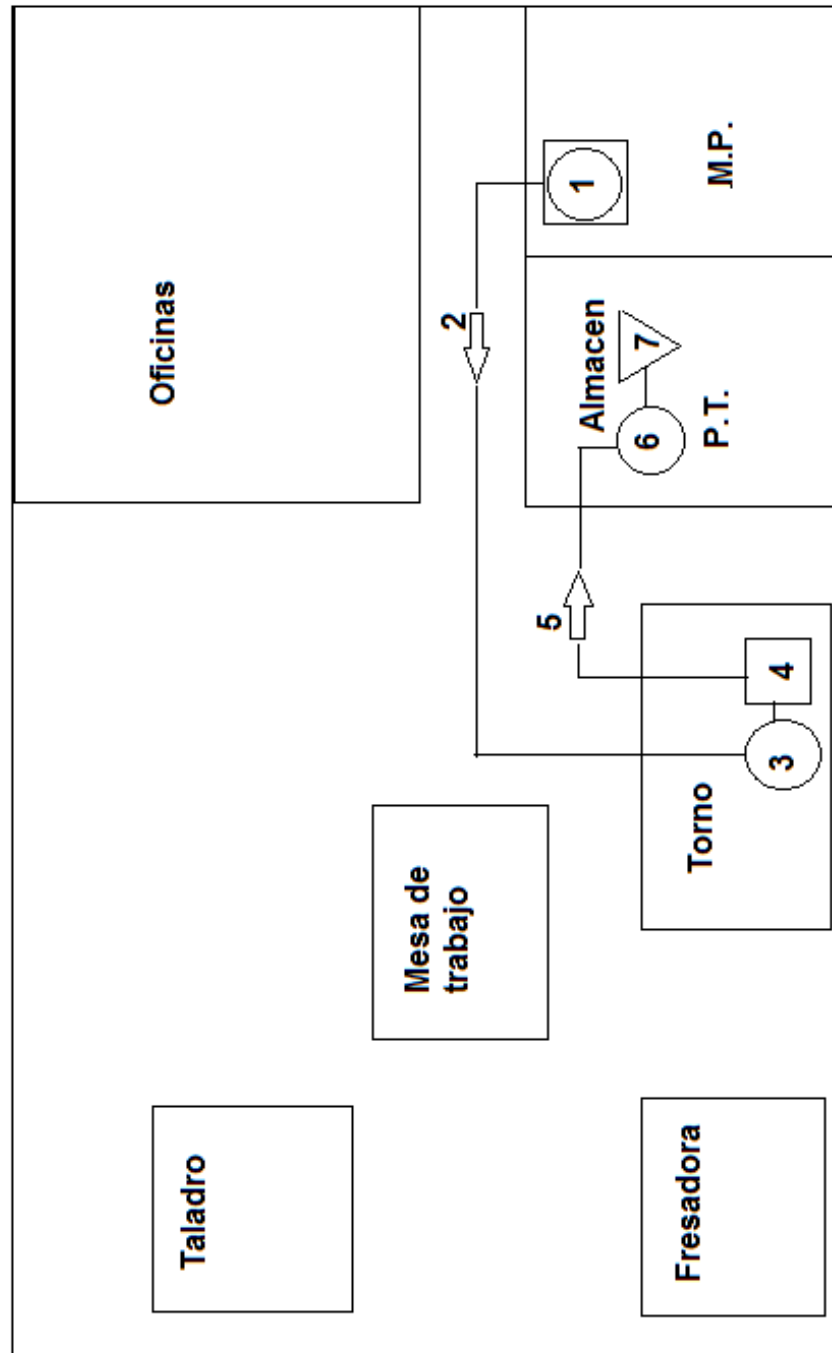 Taladro
Oficinas
Mesa de
trabajo
2
5
Almacen
1
6
7
Fresadora
Torno
P.T.
M.P.
3
4